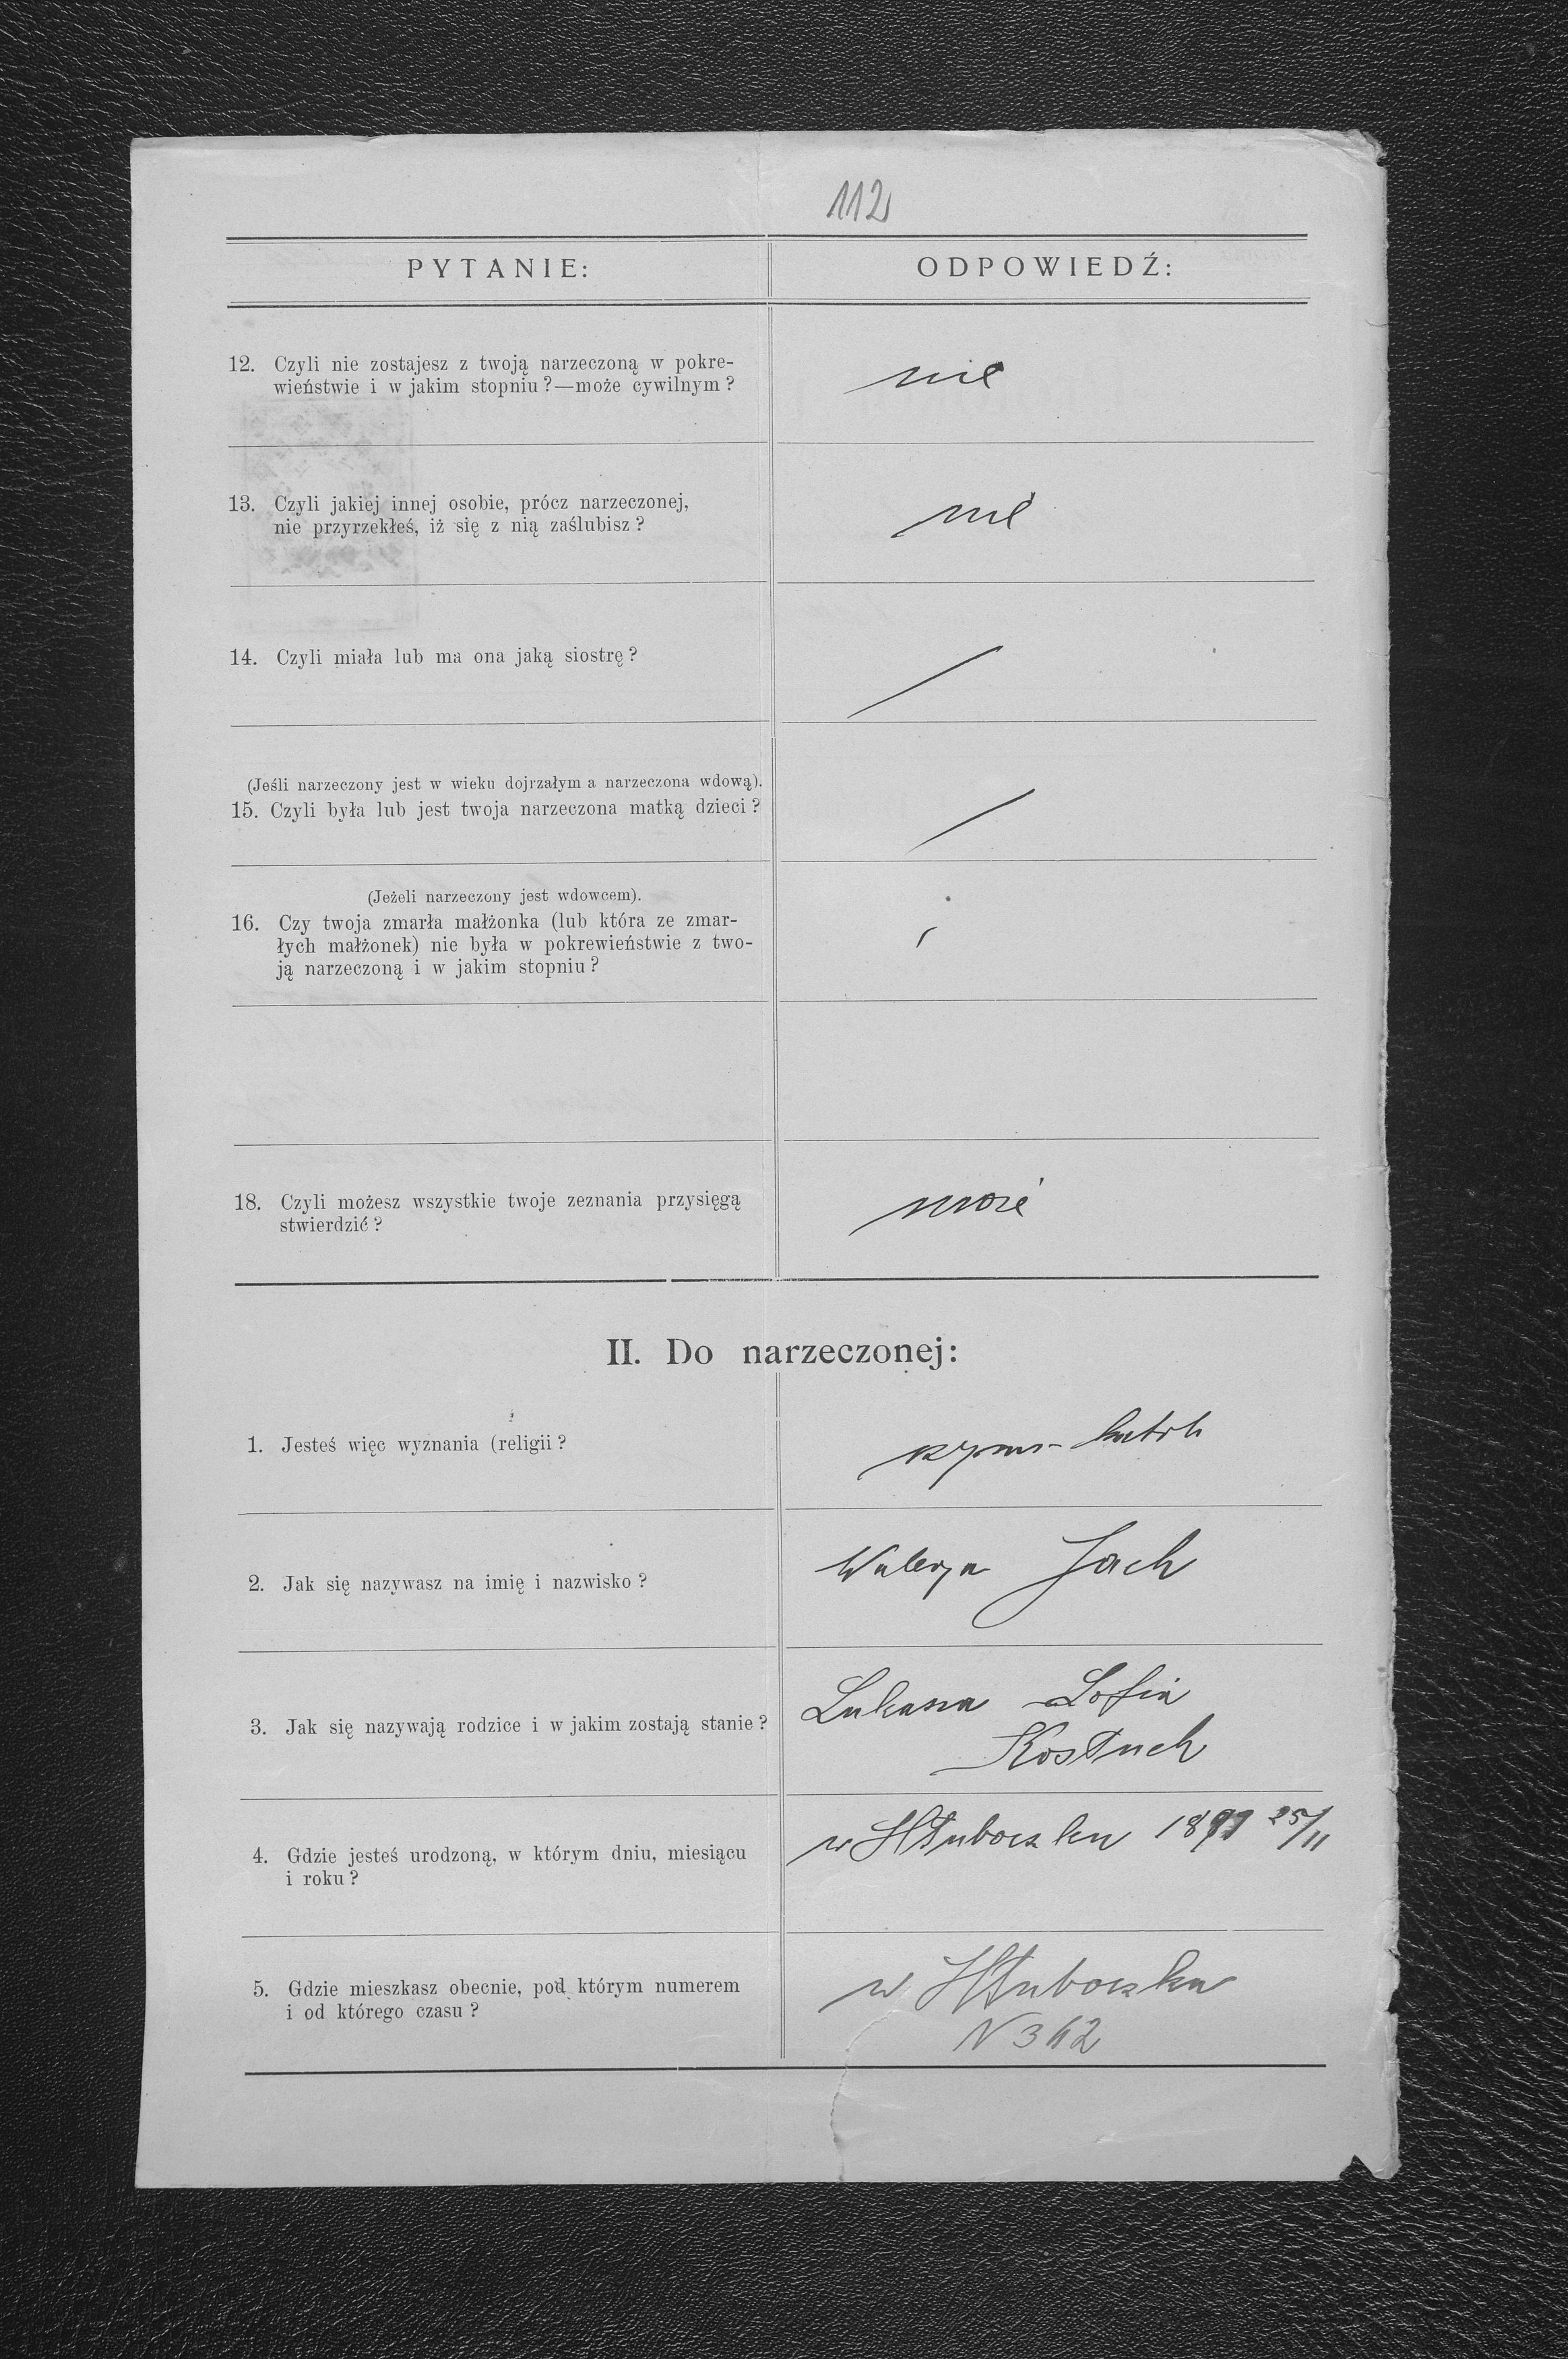 112
PYTANIE:
ODPOWIEDŹ:
12. Czyli nie zostajesz z twoją narzeczoną w pokre-
wieństwie i w jakim stopniu?—może cywilnym?
nie
13. Czyli jakiej innej osobie, prócz narzeczonej,
nie przyrzekłeś, iż się z nią zaślubisz?
nie
14. Czyli miała lub ma ona jaką siostrę?
(Jeśli narzeczony jest w wieku dojrzałym a narzeczona wdową).
15. Czyli była lub jest twoja narzeczona matką dzieci?
(Jeżeli narzeczony jest wdowcem).
16. Czy twoja zmarła małżonka (lub która ze zmar-
łych małżonek) nie była w pokrewieństwie z two-
ją narzeczoną i w jakim stopniu?
18. Czyli możesz wszystkie twoje zeznania przysięgą
stwierdzić?
może
II. Do narzeczonej:
1. Jesteś więc wyznania (religii?
rzym-katol
2. Jak się nazywasz na imię i nazwisko?
Walerya Jach
3. Jak się nazywają rodzice i w jakim zostają stanie?
Łukasza Zofia
Kostuch
4. Gdzie jesteś urodzoną, w którym dniu, miesiącu
i roku?
w Hłuboczku 25/11
5. Gdzie mieszkasz obecnie, pod którym numerem
i od którego czasu?
w Hłuboczku
N 342